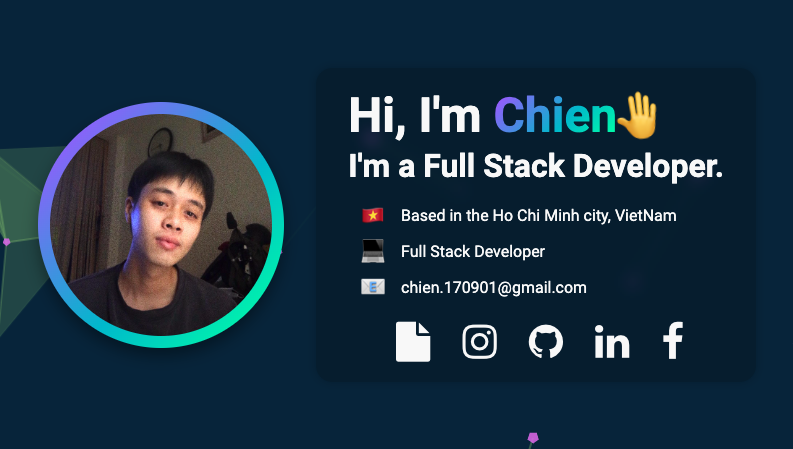 Hi, I'm Chien👋
I'm a Full Stack Developer.
🇻🇳 Based in the Ho Chi Minh city, VietNam
💻 Full Stack Developer
📧 chien.170901@gmail.com